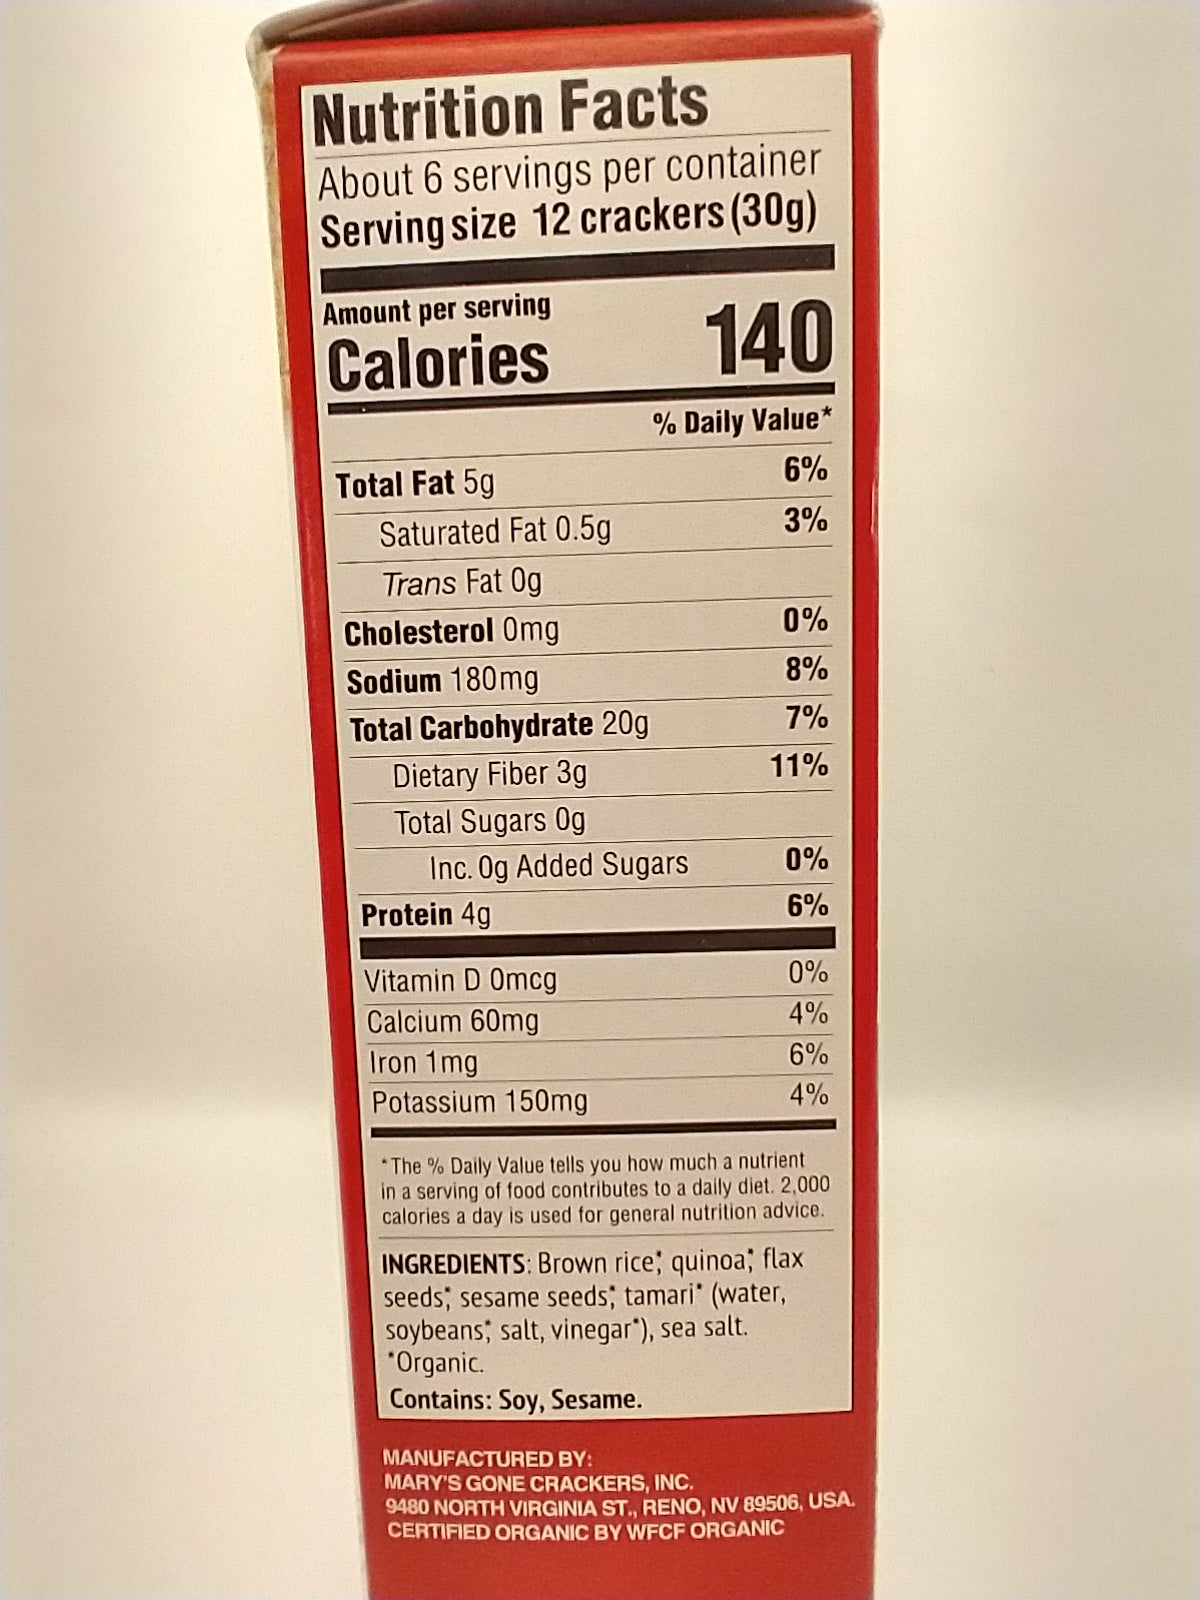 Nutrition Facts
About 6 servings per container
Serving size 12 crackers (30g)
Amount per serving
Calories 140
% Daily Value*
Total Fat 5g 6%
Saturated Fat 0.5g 3%
Trans Fat 0g
Cholesterol 0mg 0%
Sodium 180mg 8%
Total Carbohydrate 20g 7%
Dietary Fiber 3g 11%
Total Sugars 0g
Inc. 0g Added Sugars 0%
Protein 4g 6%
Vitamin D 0mcg 0%
Calcium 60mg 4%
Iron 1mg 6%
Potassium 150mg 4%
*The % Daily Value tells you how much a nutrient
in a serving of food contributes to a daily diet. 2,000
calories a day is used for general nutrition advice.
INGREDIENTS: Brown rice*, quinoa*, flax
seeds*, sesame seeds*, tamari* (water,
soybeans*, salt, vinegar*), sea salt.
*Organic.
Contains: Soy, Sesame.
MANUFACTURED BY:
MARY'S GONE CRACKERS, INC.
9480 NORTH VIRGINIA ST., RENO, NV 89506, USA.
CERTIFIED ORGANIC BY WFCF ORGANIC